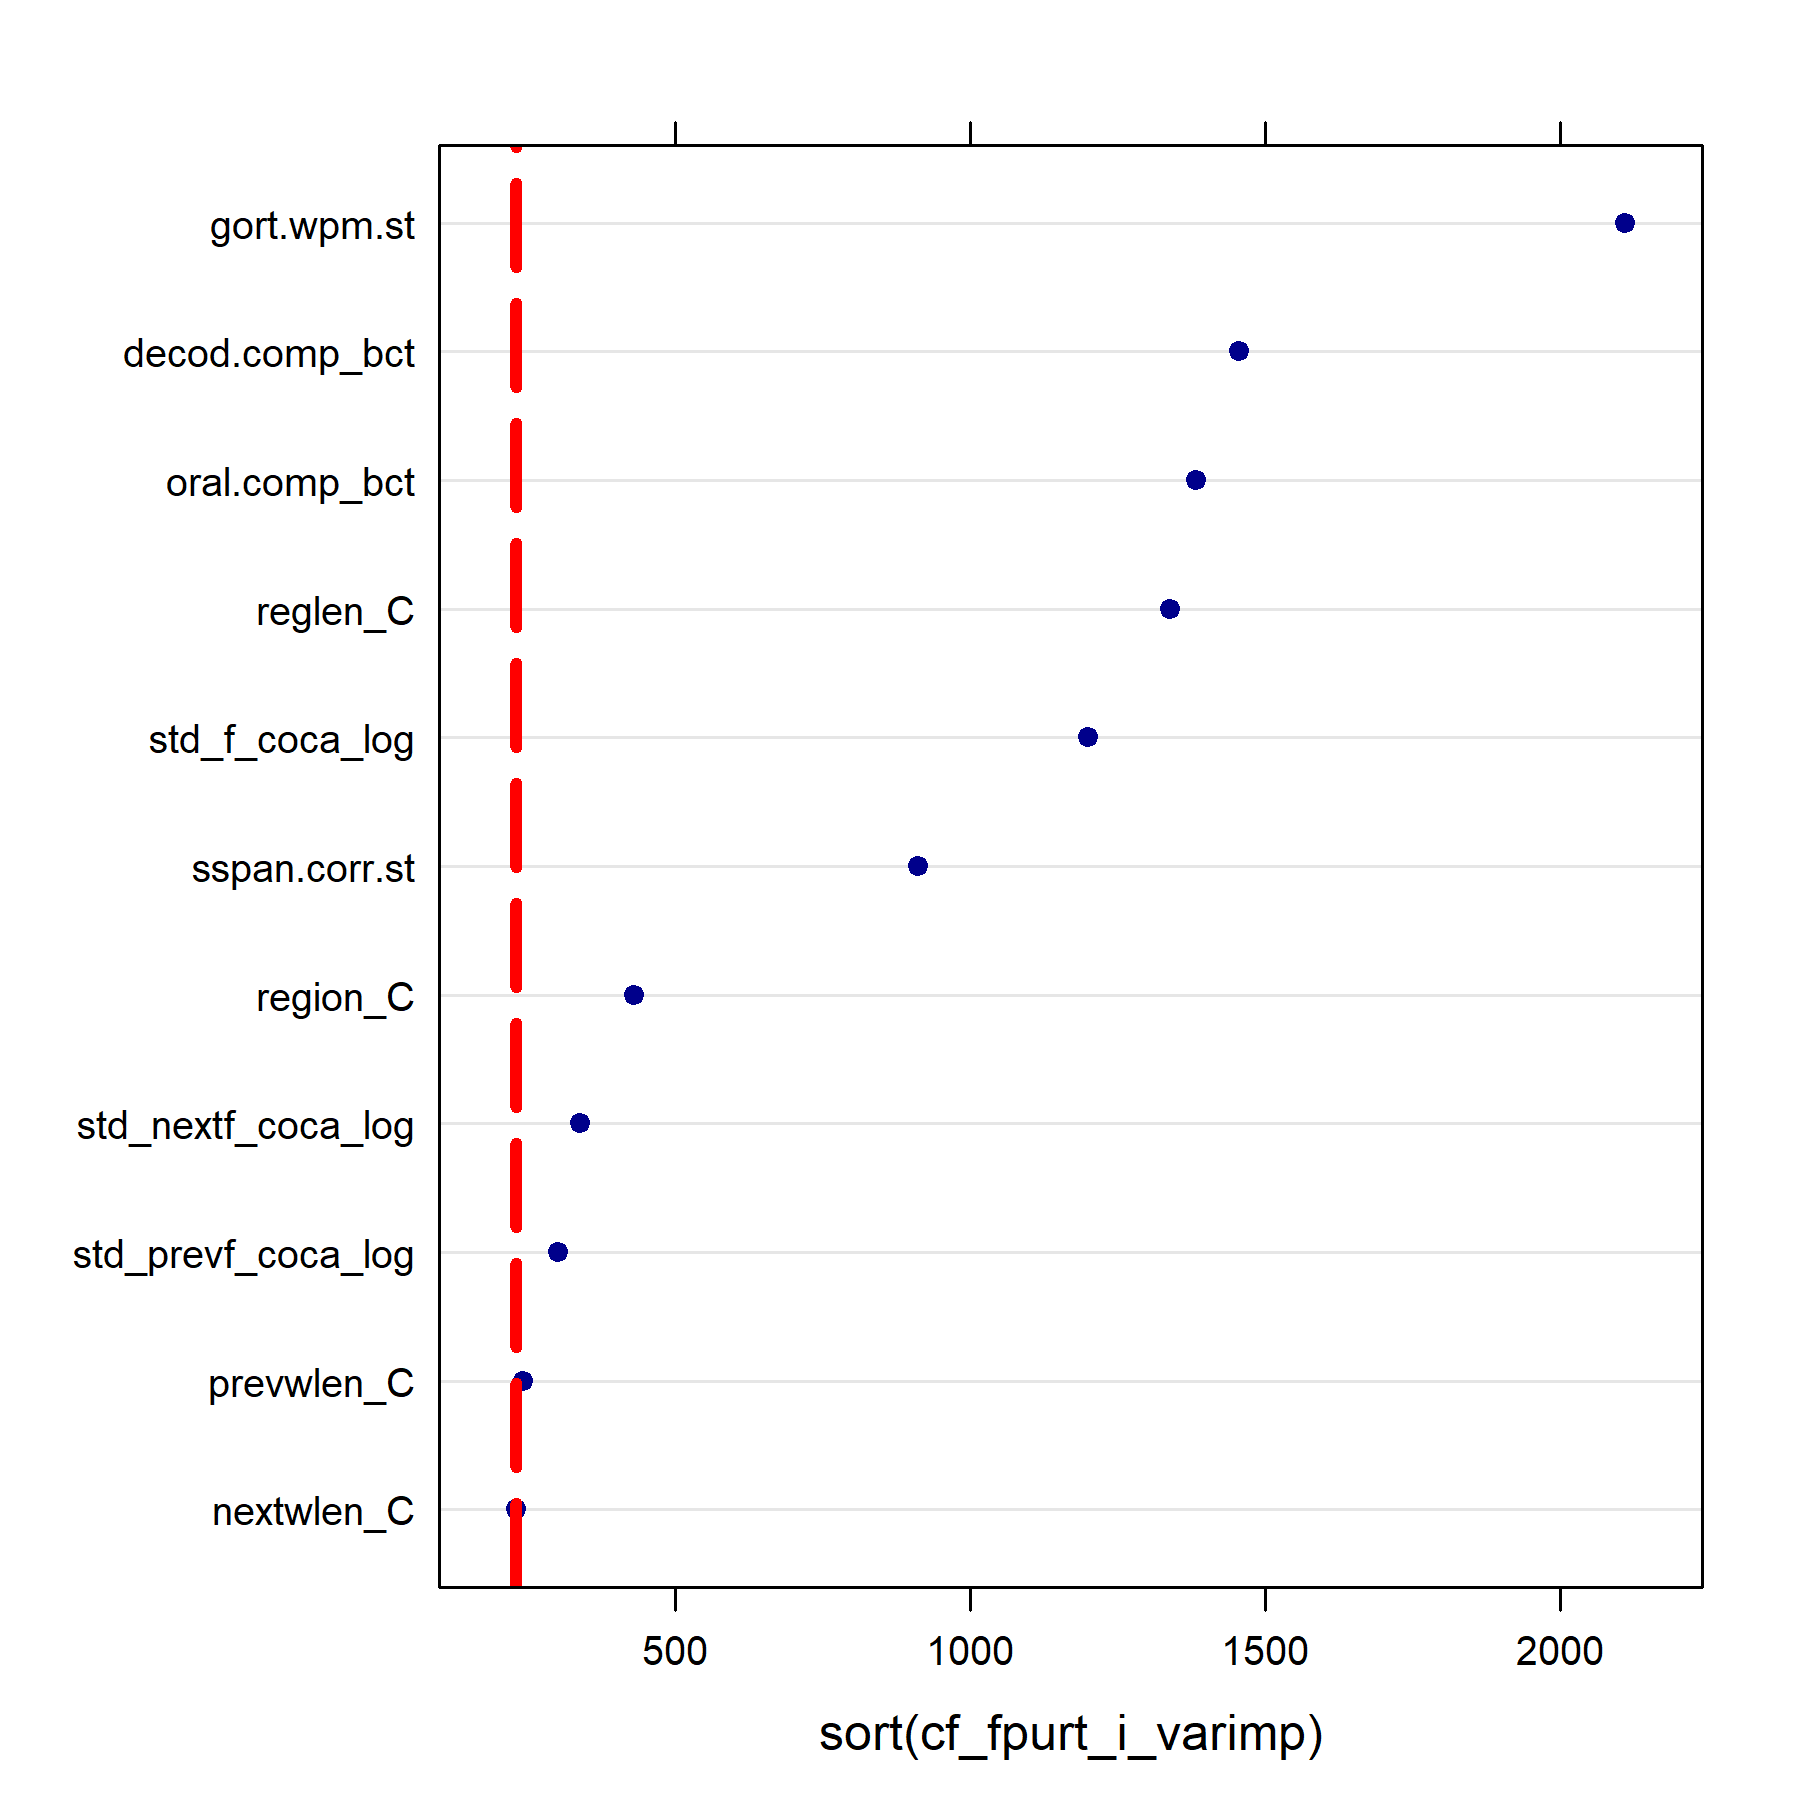 gort.wpm.st
decod.comp_bct
oral.comp_bct
reglen_C
std_f_coca_log
sspan.corr.st
region_C
std_nextf_coca_log
std_prevf_coca_log
prevwlen_C
nextwlen_C
500 1000 1500 2000
sort(cf_fpurt_i_varimp)